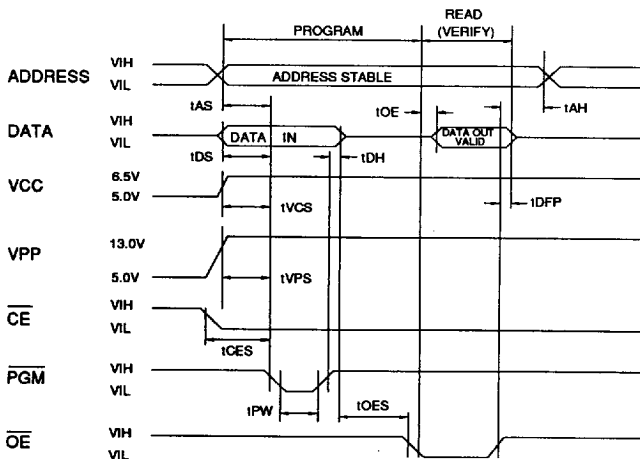 READ
PROGRAM (VERIFY)
ADDRESS VIH
VIL ADDRESS STABLE
tAS tOE tAH
DATA VIH
VIL DATA IN DATA OUT
VALID
tDS tDH
VCC 6.5V
5.0V tVCS tDFP
VPP 13.0V
5.0V tVPS
CE VIH
VIL
tCES
PGM VIH
VIL
tPW tOES
OE VIH
VIL